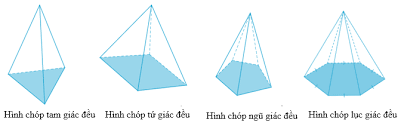 Hình chóp tam giác đều
Hình chóp tứ giác đều
Hình chóp ngũ giác đều
Hình chóp lục giác đều